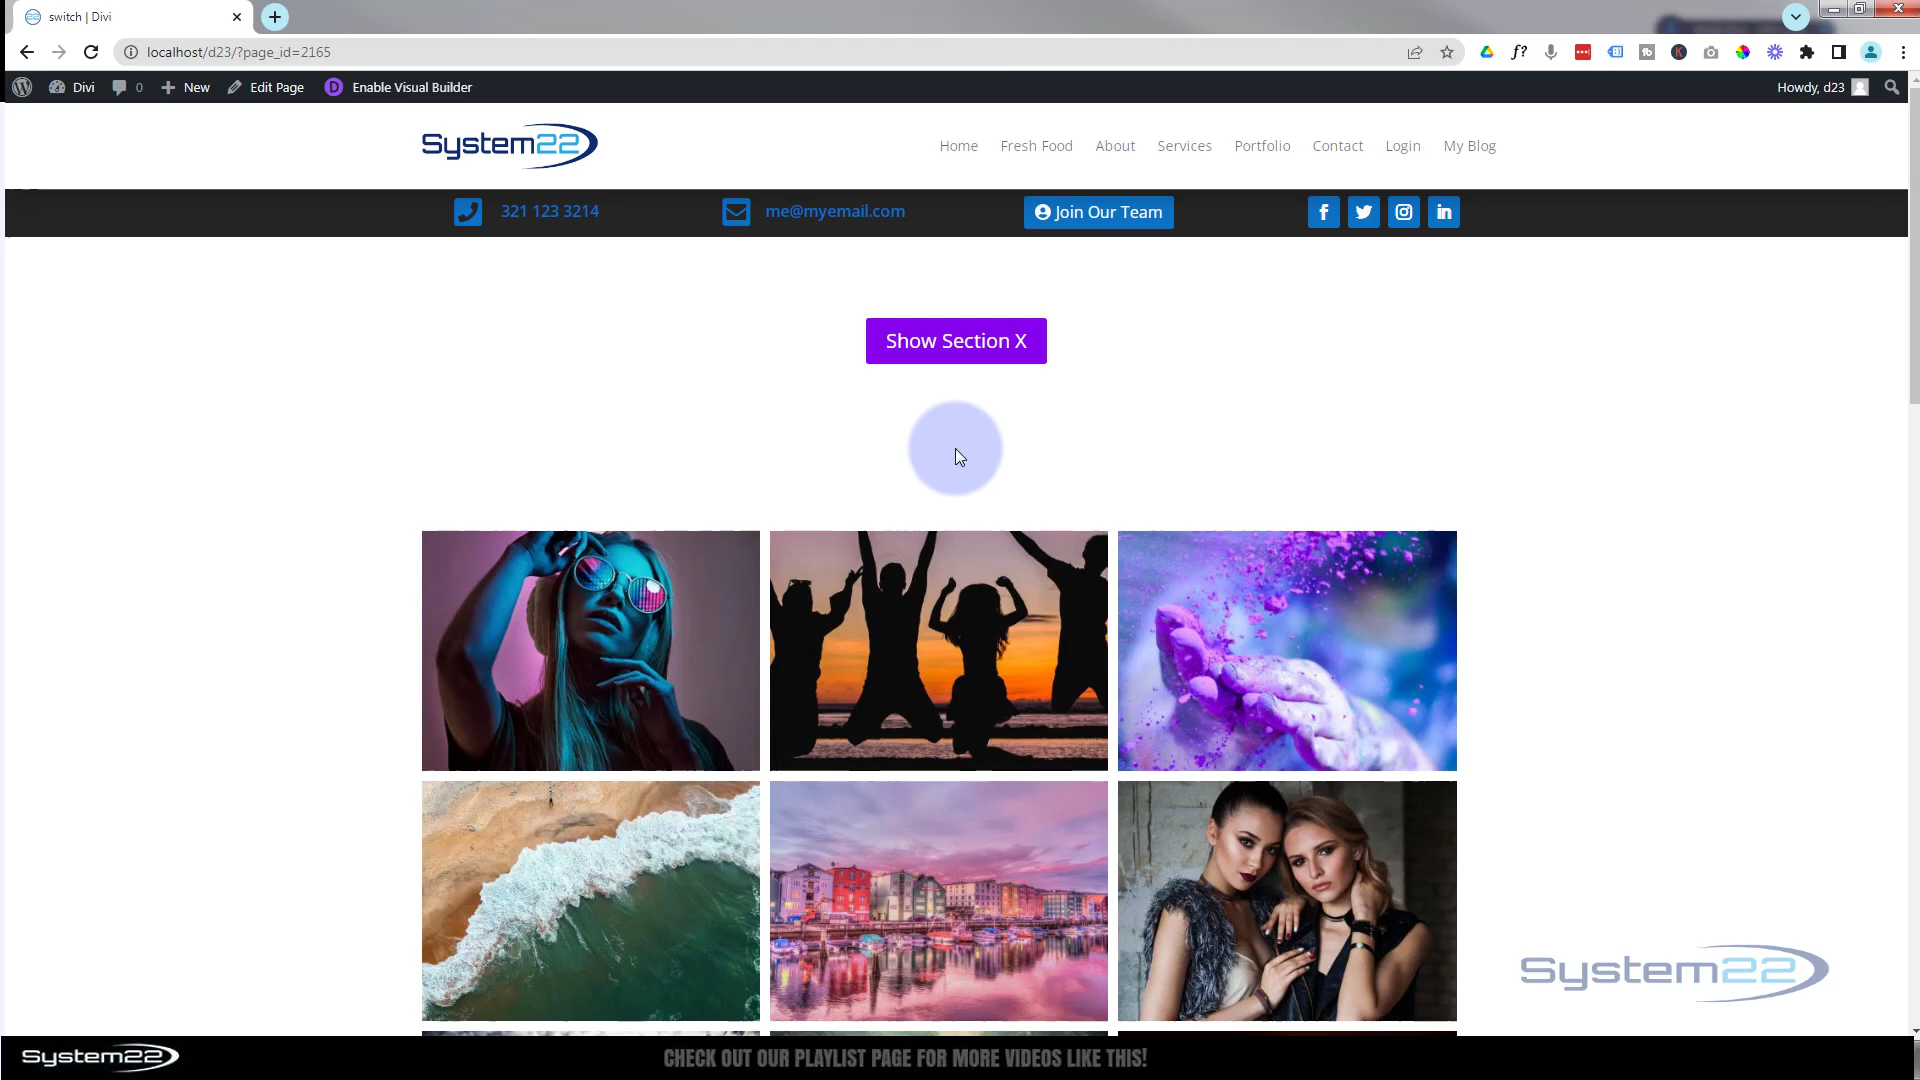 switch | Divi
localhost/d23/?page_id=2165
Divi 0 New Edit Page D Enable Visual Builder Howdy, d23
System22
Home Fresh Food About Services Portfolio Contact Login My Blog
321 123 3214 me@myemail.com Join Our Team
Show Section X
System22
System22 CHECK OUT OUR PLAYLIST PAGE FOR MORE VIDEOS LIKE THIS!